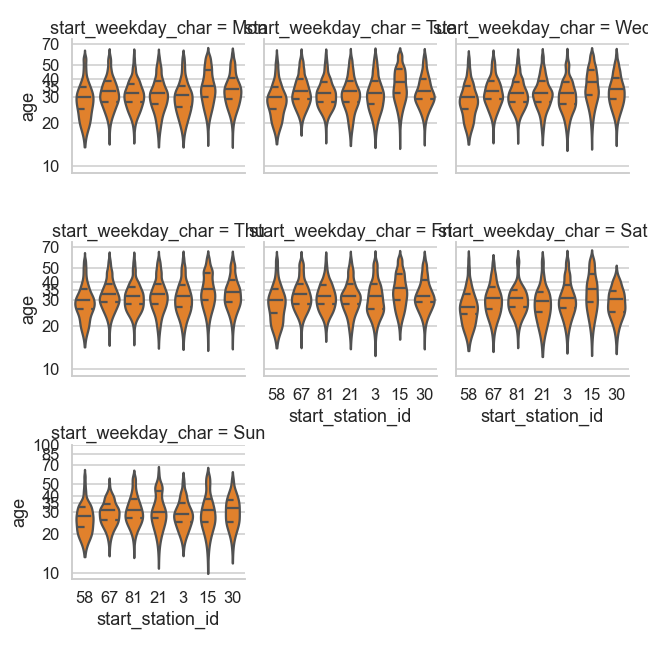 start_weekday_char = Mon
start_weekday_char = Tue
start_weekday_char = Wed
70
50
40
35
30
20
10
age
start_weekday_char = Thu
start_weekday_char = Fri
start_weekday_char = Sat
70
50
40
35
30
20
10
age
58 67 81 21 3 15 30
58 67 81 21 3 15 30
start_station_id
start_station_id
start_weekday_char = Sun
100
85
70
50
40
35
30
20
10
age
58 67 81 21 3 15 30
start_station_id